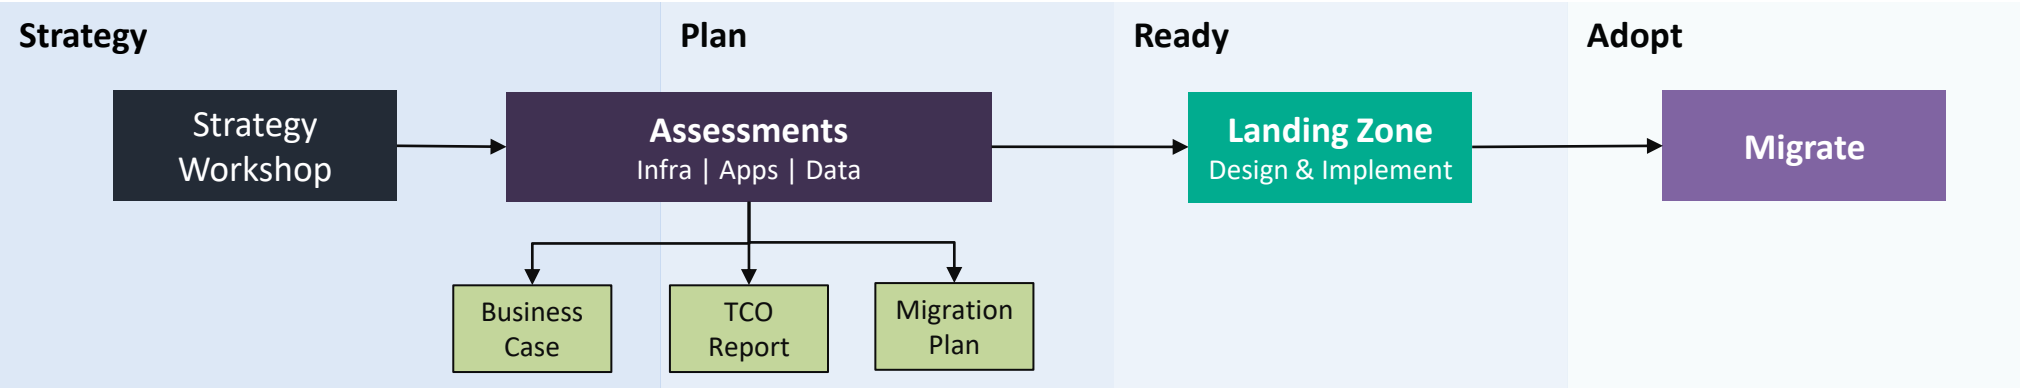 Strategy
Plan
Ready
Adopt
Strategy
Workshop
Assessments
Infra | Apps | Data
Landing Zone
Design & Implement
Migrate
Business
Case
TCO
Report
Migration
Plan